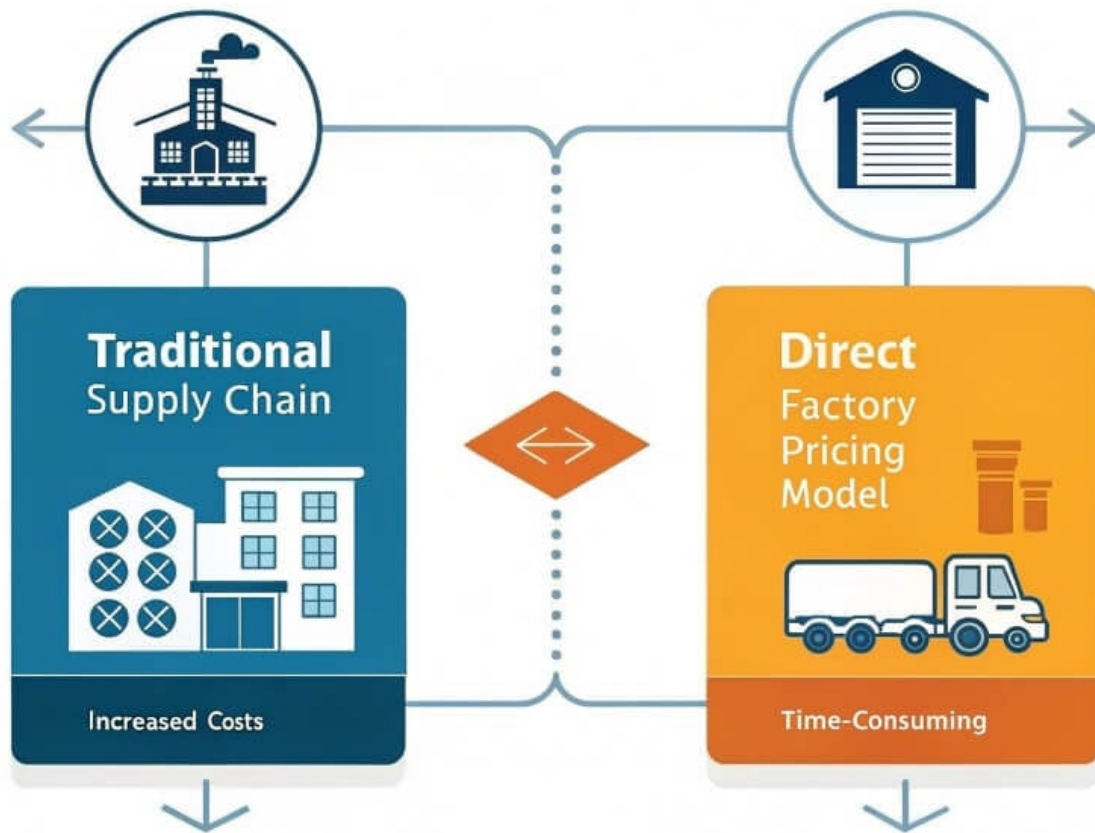 Traditional
Supply Chain
Increased Costs
Direct
Factory
Pricing
Model
Time-Consuming